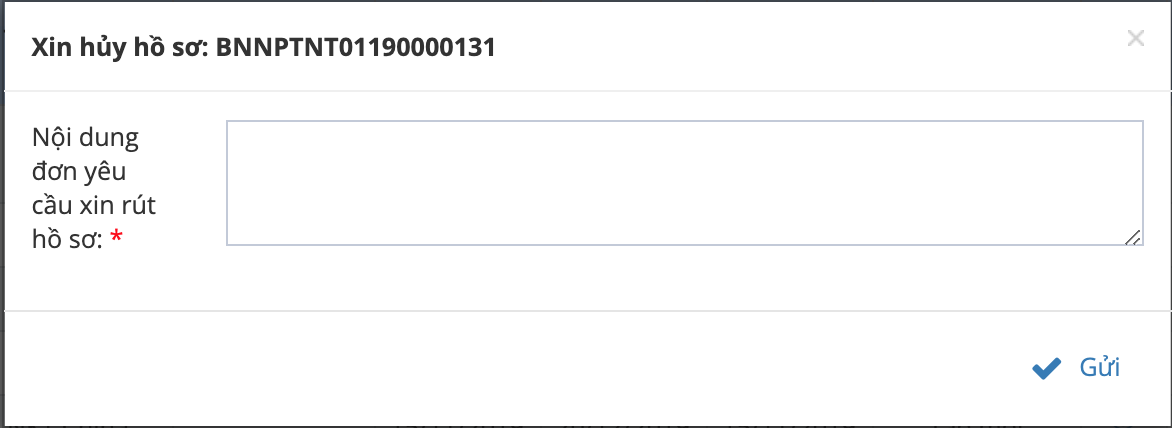 Xin hủy hồ sơ: BNNPTNT01190000131
×
Nội dung
đơn yêu
cầu xin rút
hồ sơ: *
Gửi